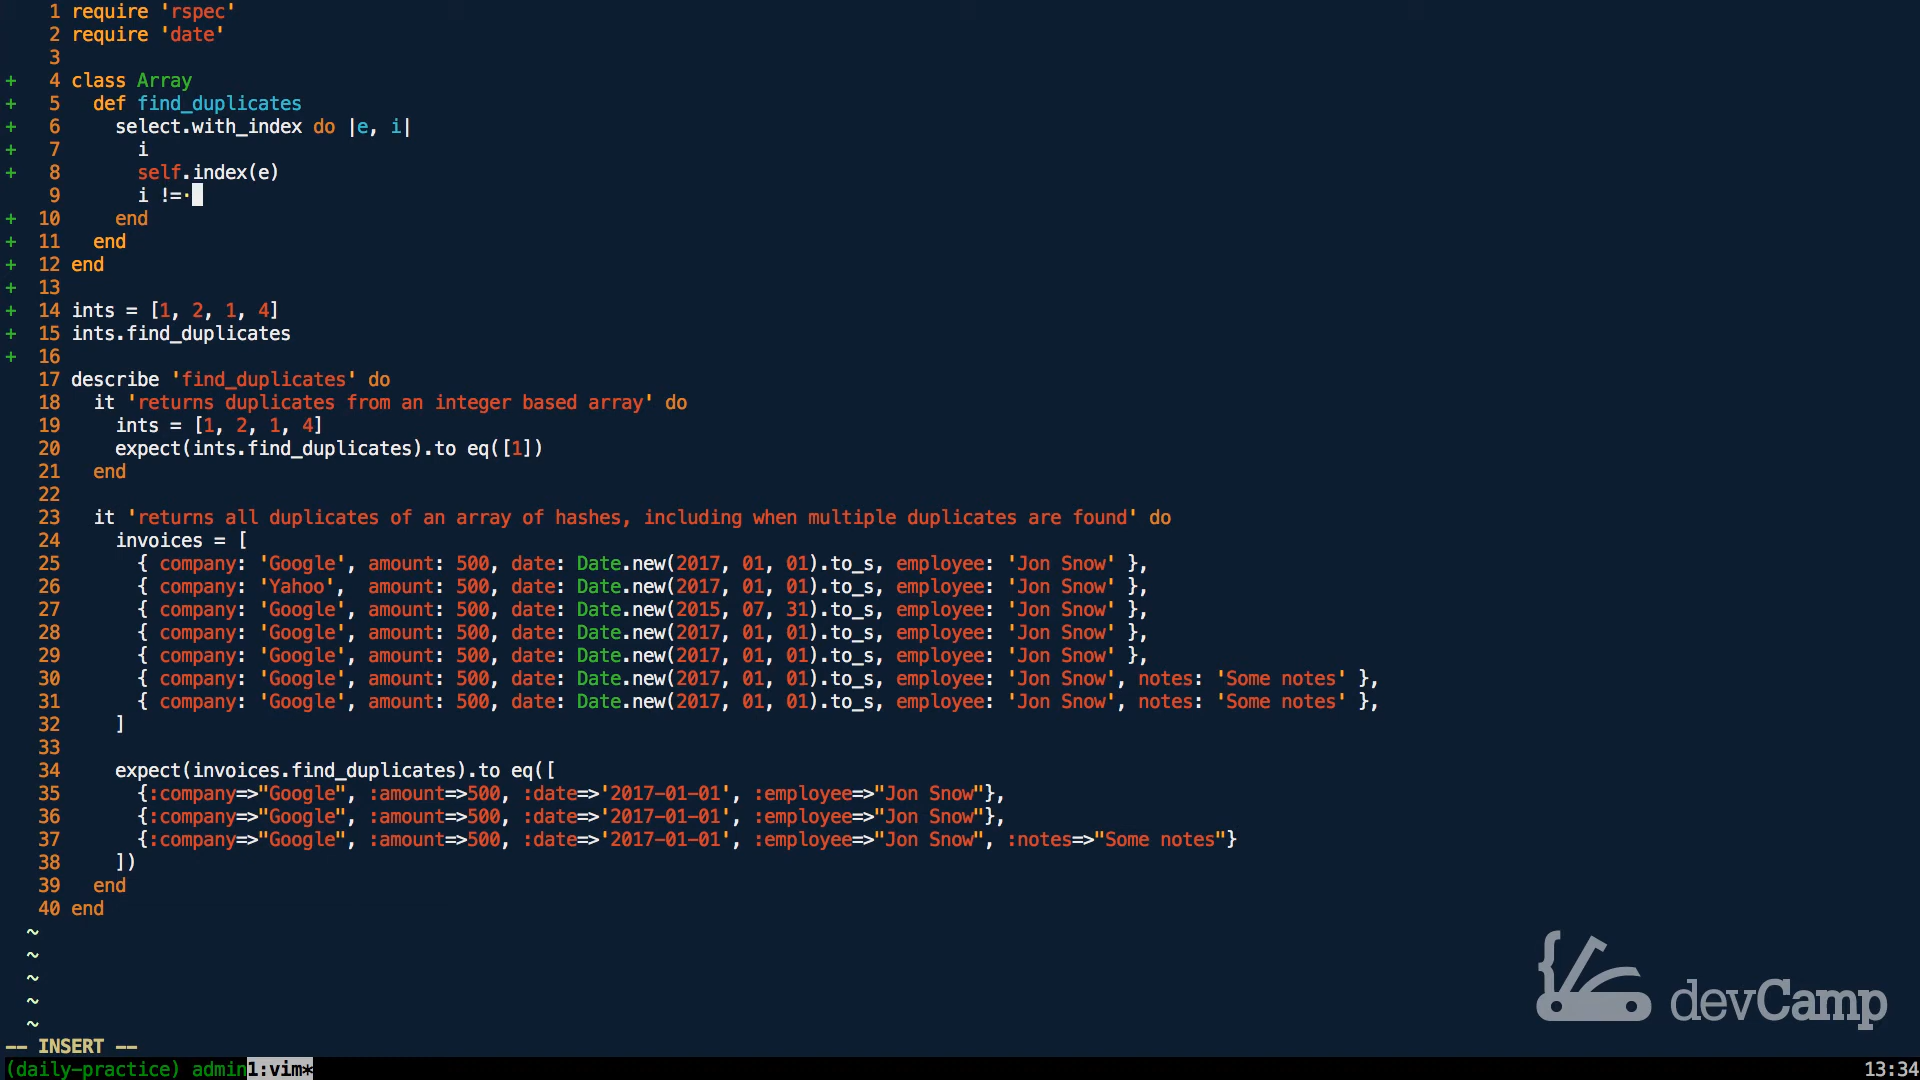 1 require 'rspec'
2 require 'date'
3
+ 4 class Array
+ 5   def find_duplicates
+ 6     select.with_index do |e, i|
+ 7       i
+ 8       self.index(e)
9       i !=·
+ 10     end
+ 11   end
+ 12 end
+ 13
+ 14 ints = [1, 2, 1, 4]
+ 15 ints.find_duplicates
+ 16
17 describe 'find_duplicates' do
18   it 'returns duplicates from an integer based array' do
19     ints = [1, 2, 1, 4]
20     expect(ints.find_duplicates).to eq([1])
21   end
22
23   it 'returns all duplicates of an array of hashes, including when multiple duplicates are found' do
24     invoices = [
25       { company: 'Google', amount: 500, date: Date.new(2017, 01, 01).to_s, employee: 'Jon Snow' },
26       { company: 'Yahoo',  amount: 500, date: Date.new(2017, 01, 01).to_s, employee: 'Jon Snow' },
27       { company: 'Google', amount: 500, date: Date.new(2015, 07, 31).to_s, employee: 'Jon Snow' },
28       { company: 'Google', amount: 500, date: Date.new(2017, 01, 01).to_s, employee: 'Jon Snow' },
29       { company: 'Google', amount: 500, date: Date.new(2017, 01, 01).to_s, employee: 'Jon Snow' },
30       { company: 'Google', amount: 500, date: Date.new(2017, 01, 01).to_s, employee: 'Jon Snow', notes: 'Some notes' },
31       { company: 'Google', amount: 500, date: Date.new(2017, 01, 01).to_s, employee: 'Jon Snow', notes: 'Some notes' },
32     ]
33
34     expect(invoices.find_duplicates).to eq([
35       {:company=>"Google", :amount=>500, :date=>'2017-01-01', :employee=>"Jon Snow"},
36       {:company=>"Google", :amount=>500, :date=>'2017-01-01', :employee=>"Jon Snow"},
37       {:company=>"Google", :amount=>500, :date=>'2017-01-01', :employee=>"Jon Snow", :notes=>"Some notes"}
38     ])
39   end
40 end
~
~
~
~
~
devCamp
-- INSERT --
(daily-practice) admin 1:vim* 13:34